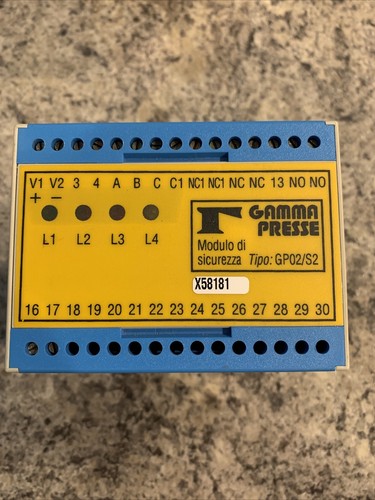 V1 V2 3 4 A B C C1 NC1 NC1 NC NC 13 NO NO
+ −
L1 L2 L3 L4
GAMMA
PRESSE
Modulo di
sicurezza Tipo: GP02/S2
X58181
16 17 18 19 20 21 22 23 24 25 26 27 28 29 30